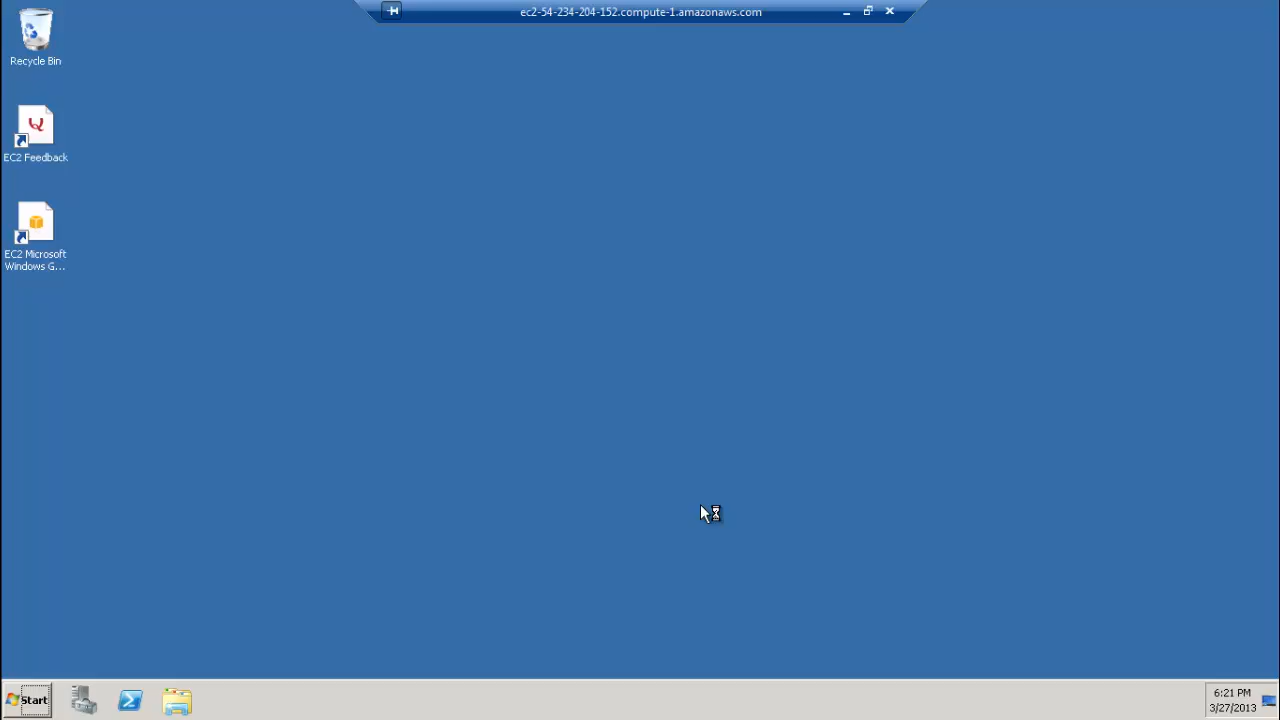 ec2-54-234-204-152.compute-1.amazonaws.com
Recycle Bin
EC2 Feedback
EC2 Microsoft
Windows G...
Start
6:21 PM
3/27/2013